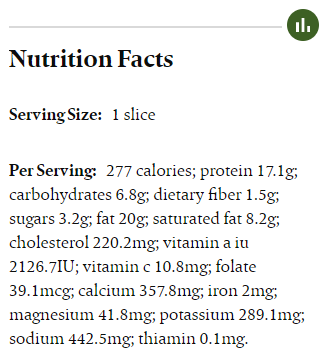 Nutrition Facts
Serving Size: 1 slice
Per Serving: 277 calories; protein 17.1g;
carbohydrates 6.8g; dietary fiber 1.5g;
sugars 3.2g; fat 20g; saturated fat 8.2g;
cholesterol 220.2mg; vitamin a iu
2126.7IU; vitamin c 10.8mg; folate
39.1mcg; calcium 357.8mg; iron 2mg;
magnesium 41.8mg; potassium 289.1mg;
sodium 442.5mg; thiamin 0.1mg.